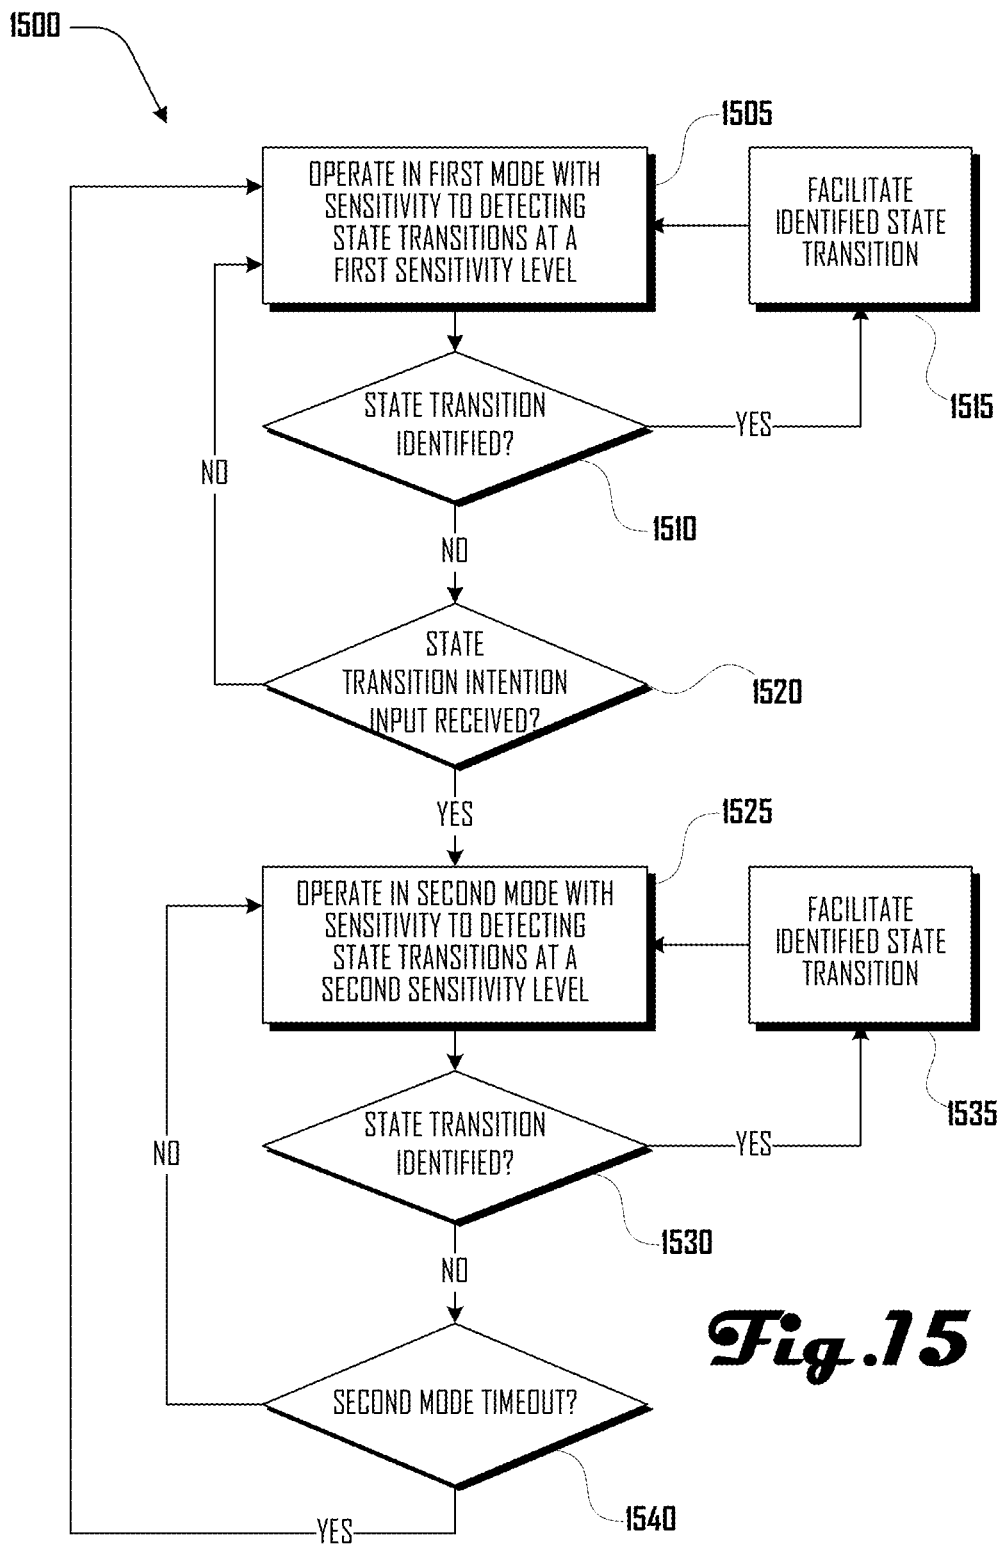 1500
1505
OPERATE IN FIRST MODE WITH
SENSITIVITY TO DETECTING
STATE TRANSITIONS AT A
FIRST SENSITIVITY LEVEL
FACILITATE
IDENTIFIED STATE
TRANSITION
1515
STATE TRANSITION
IDENTIFIED?
YES
NO
1510
NO
STATE
TRANSITION INTENTION
INPUT RECEIVED?
1520
YES
1525
OPERATE IN SECOND MODE WITH
SENSITIVITY TO DETECTING
STATE TRANSITIONS AT A
SECOND SENSITIVITY LEVEL
FACILITATE
IDENTIFIED STATE
TRANSITION
1535
STATE TRANSITION
IDENTIFIED?
YES
NO
1530
NO
SECOND MODE TIMEOUT?
1540
YES
Fig.15